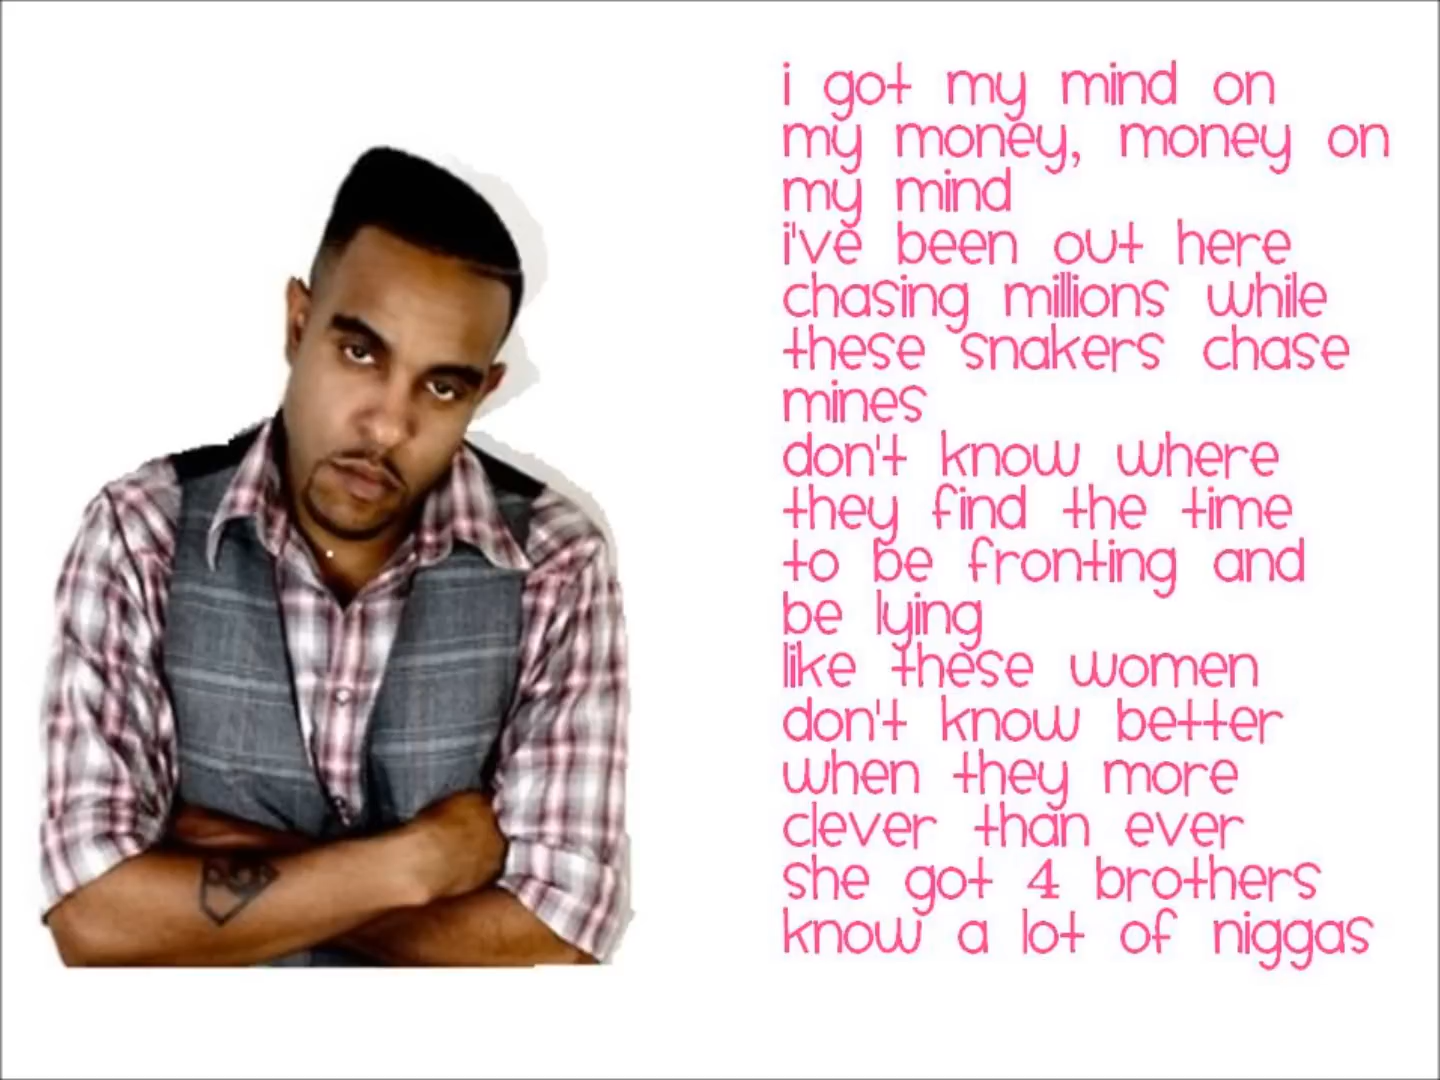 i got my mind on
my money, money on
my mind
i've been out here
chasing millions while
these snakers chase
mines
don't know where
they find the time
to be fronting and
be lying
like these women
don't know better
when they more
clever than ever
she got 4 brothers
know a lot of niggas